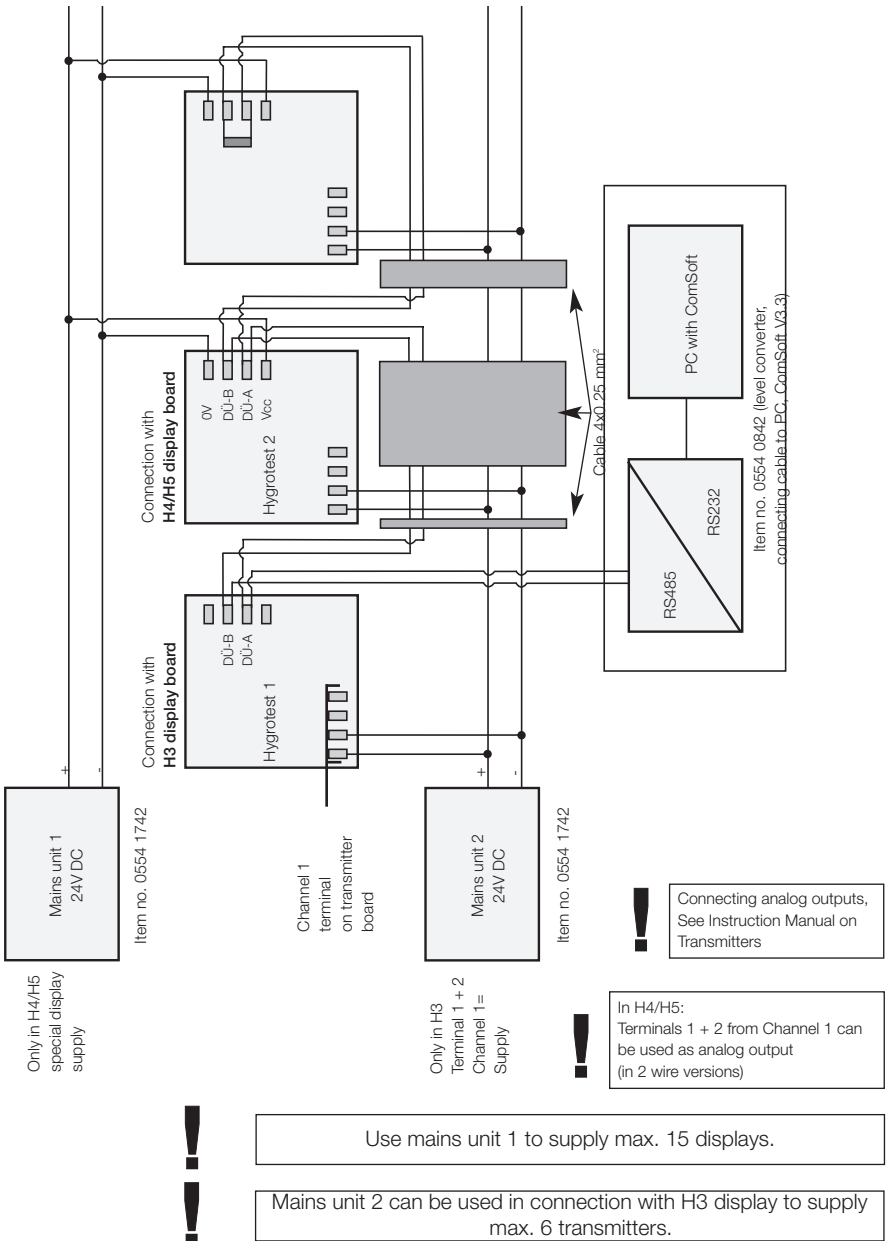 Only in H4/H5
special display
supply
Mains unit 1
24V DC
+
-
Item no. 0554 1742
Connection with
H3 display board
DÜ-B
DÜ-A
Hygrotest 1
Connection with
H4/H5 display board
0V
DÜ-B
DÜ-A
Vcc
Hygrotest 2
Channel 1
terminal
on transmitter
board
Only in H3
Terminal 1 + 2
Channel 1=
Supply
Mains unit 2
24V DC
+
-
Item no. 0554 1742
Cable 4x0.25 mm²
RS485
RS232
PC with ComSoft
Item no. 0554 0842 (level converter,
connecting cable to PC, ComSoft V3.3)
!
Connecting analog outputs,
See Instruction Manual on
Transmitters
!
In H4/H5:
Terminals 1 + 2 from Channel 1 can
be used as analog output
(in 2 wire versions)
!
Use mains unit 1 to supply max. 15 displays.
!
Mains unit 2 can be used in connection with H3 display to supply
max. 6 transmitters.